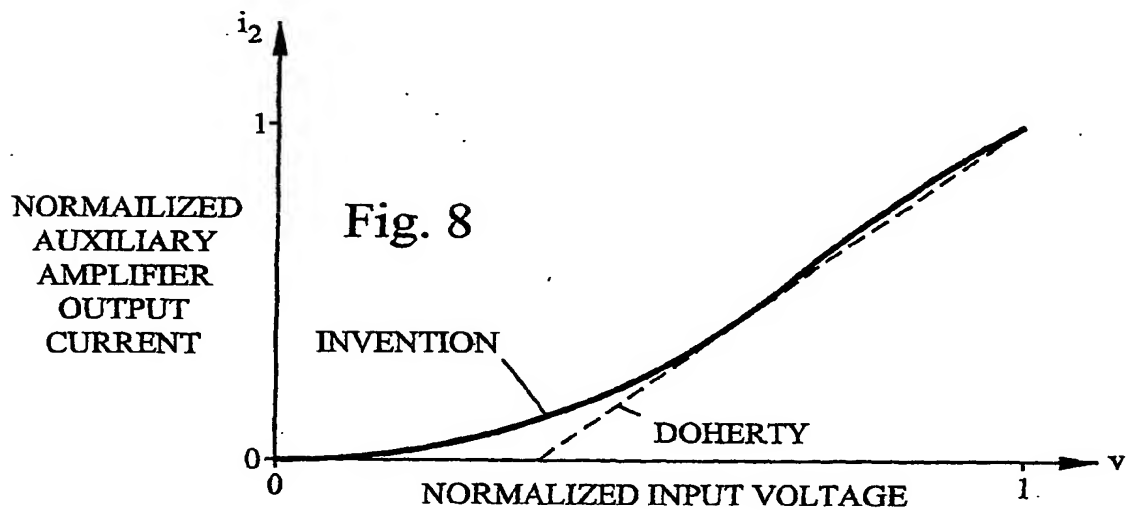 i2
1
NORMAILIZED
AUXILIARY
AMPLIFIER
OUTPUT
CURRENT
Fig. 8
INVENTION
DOHERTY
0
v
0
NORMALIZED INPUT VOLTAGE
1